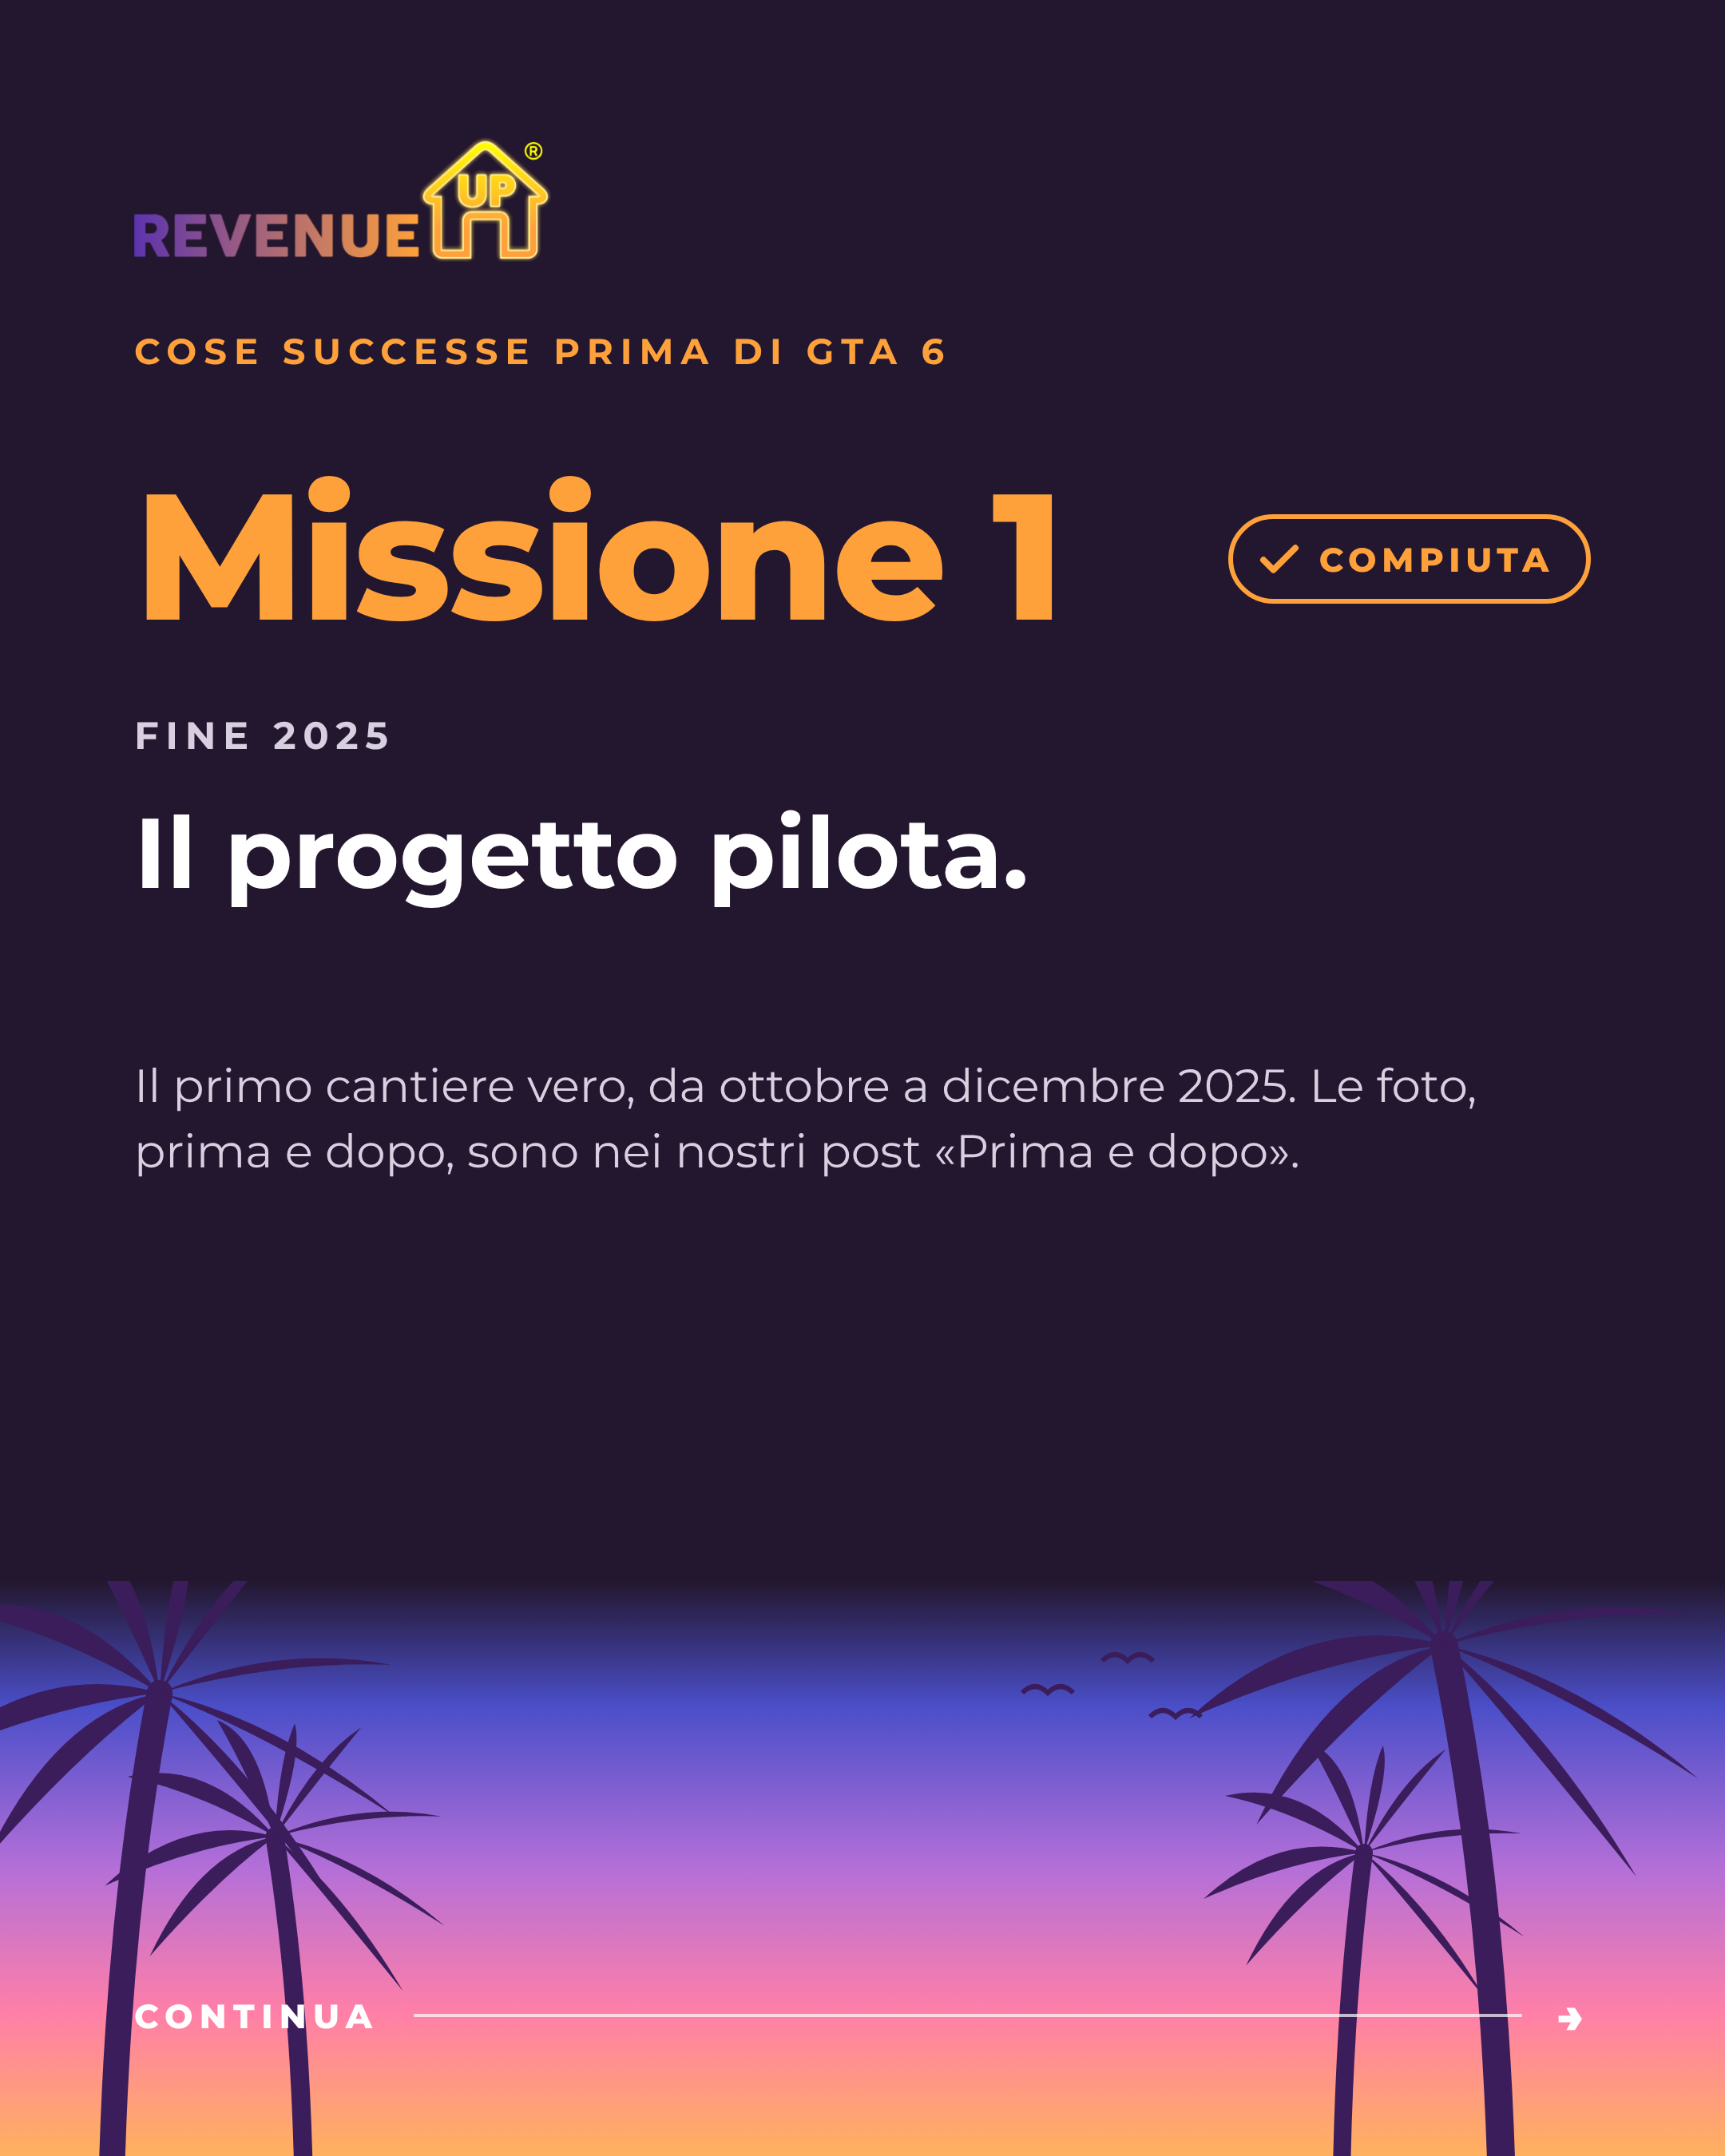 REVENUE UP ®
COSE SUCCESSE PRIMA DI GTA 6
Missione 1
COMPIUTA
FINE 2025
Il progetto pilota.
Il primo cantiere vero, da ottobre a dicembre 2025. Le foto,
prima e dopo, sono nei nostri post «Prima e dopo».
CONTINUA